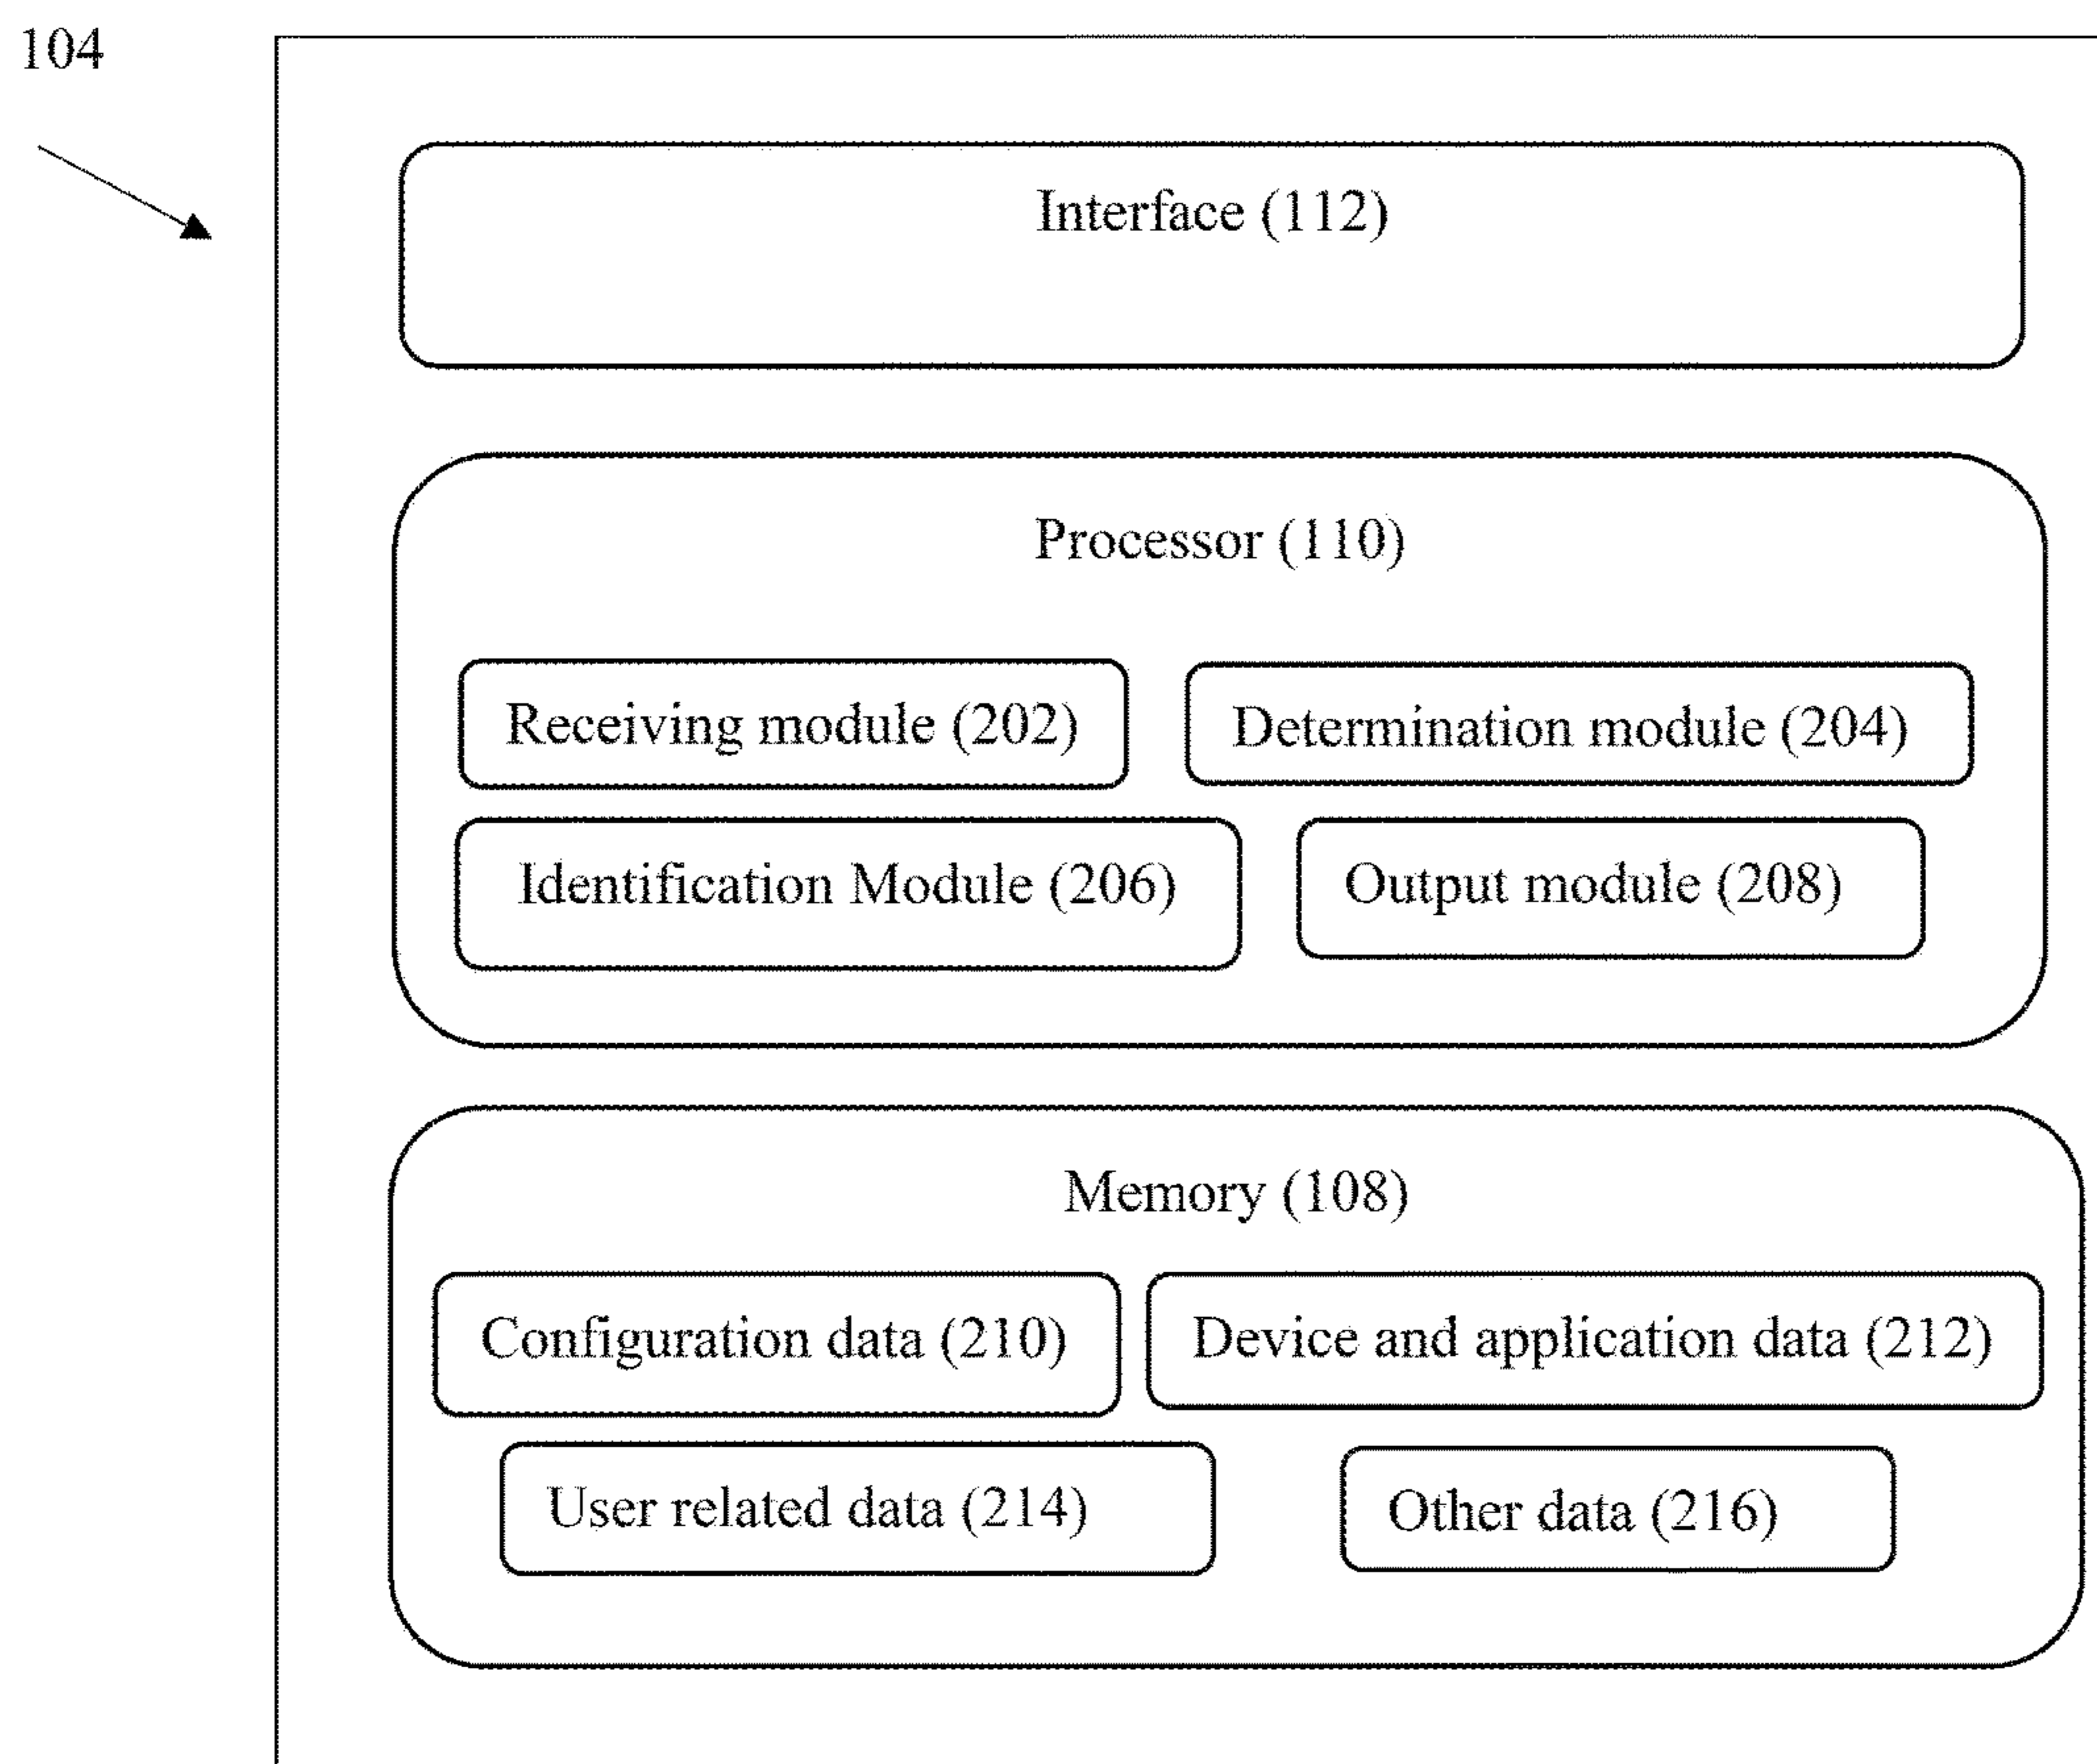 104
Interface (112)
Processor (110)
Receiving module (202)
Determination module (204)
Identification Module (206)
Output module (208)
Memory (108)
Configuration data (210)
Device and application data (212)
User related data (214)
Other data (216)